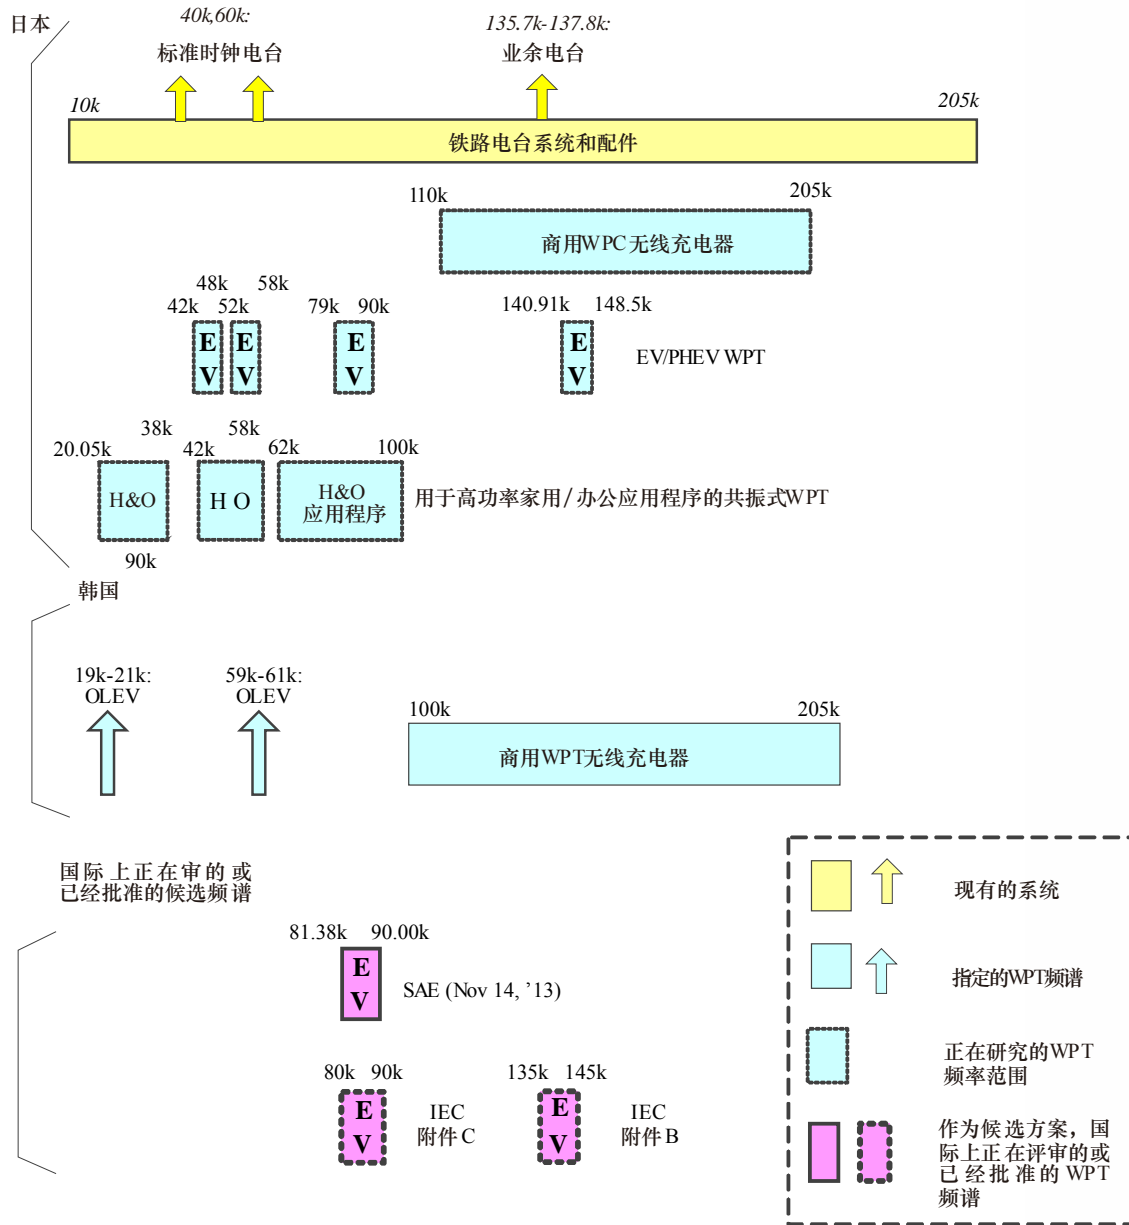 日本
40k,60k:
标准时钟电台
135.7k-137.8k:
业余电台
10k
205k
铁路电台系统和配件
110k
205k
商用WPC无线充电器
48k
58k
42k
52k
79k
90k
140.91k
148.5k
E
V
E
V
E
V
E
V
EV/PHEV WPT
38k
58k
20.05k
42k
62k
100k
H&O
H O
H&O
应用程序
用于高功率家用/办公应用程序的共振式WPT
90k
韩国
19k-21k:
OLEV
59k-61k:
OLEV
100k
205k
商用WPT无线充电器
国际上正在审的或
已经批准的候选频谱
81.38k
90.00k
E
V
SAE (Nov 14, ’13)
80k
90k
135k
145k
E
V
IEC
附件 C
E
V
IEC
附件 B
现有的系统
指定的WPT频谱
正在研究的WPT
频率范围
作为候选方案，国
际上正在评审的或
已经批准的WPT
频谱